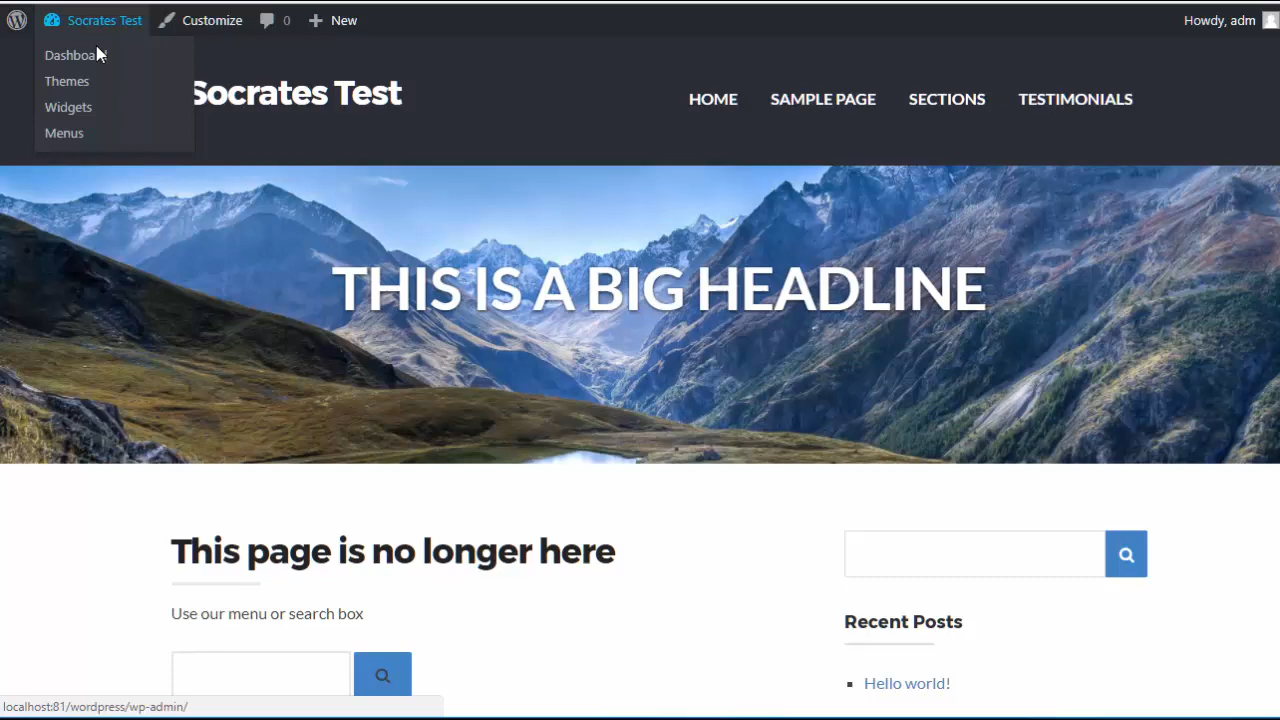 Socrates Test Customize 0 New Howdy, adm
Dashboard
Themes
Widgets
Menus
Socrates Test
HOME SAMPLE PAGE SECTIONS TESTIMONIALS
THIS IS A BIG HEADLINE
This page is no longer here
Use our menu or search box
Recent Posts
Hello world!
localhost:81/wordpress/wp-admin/